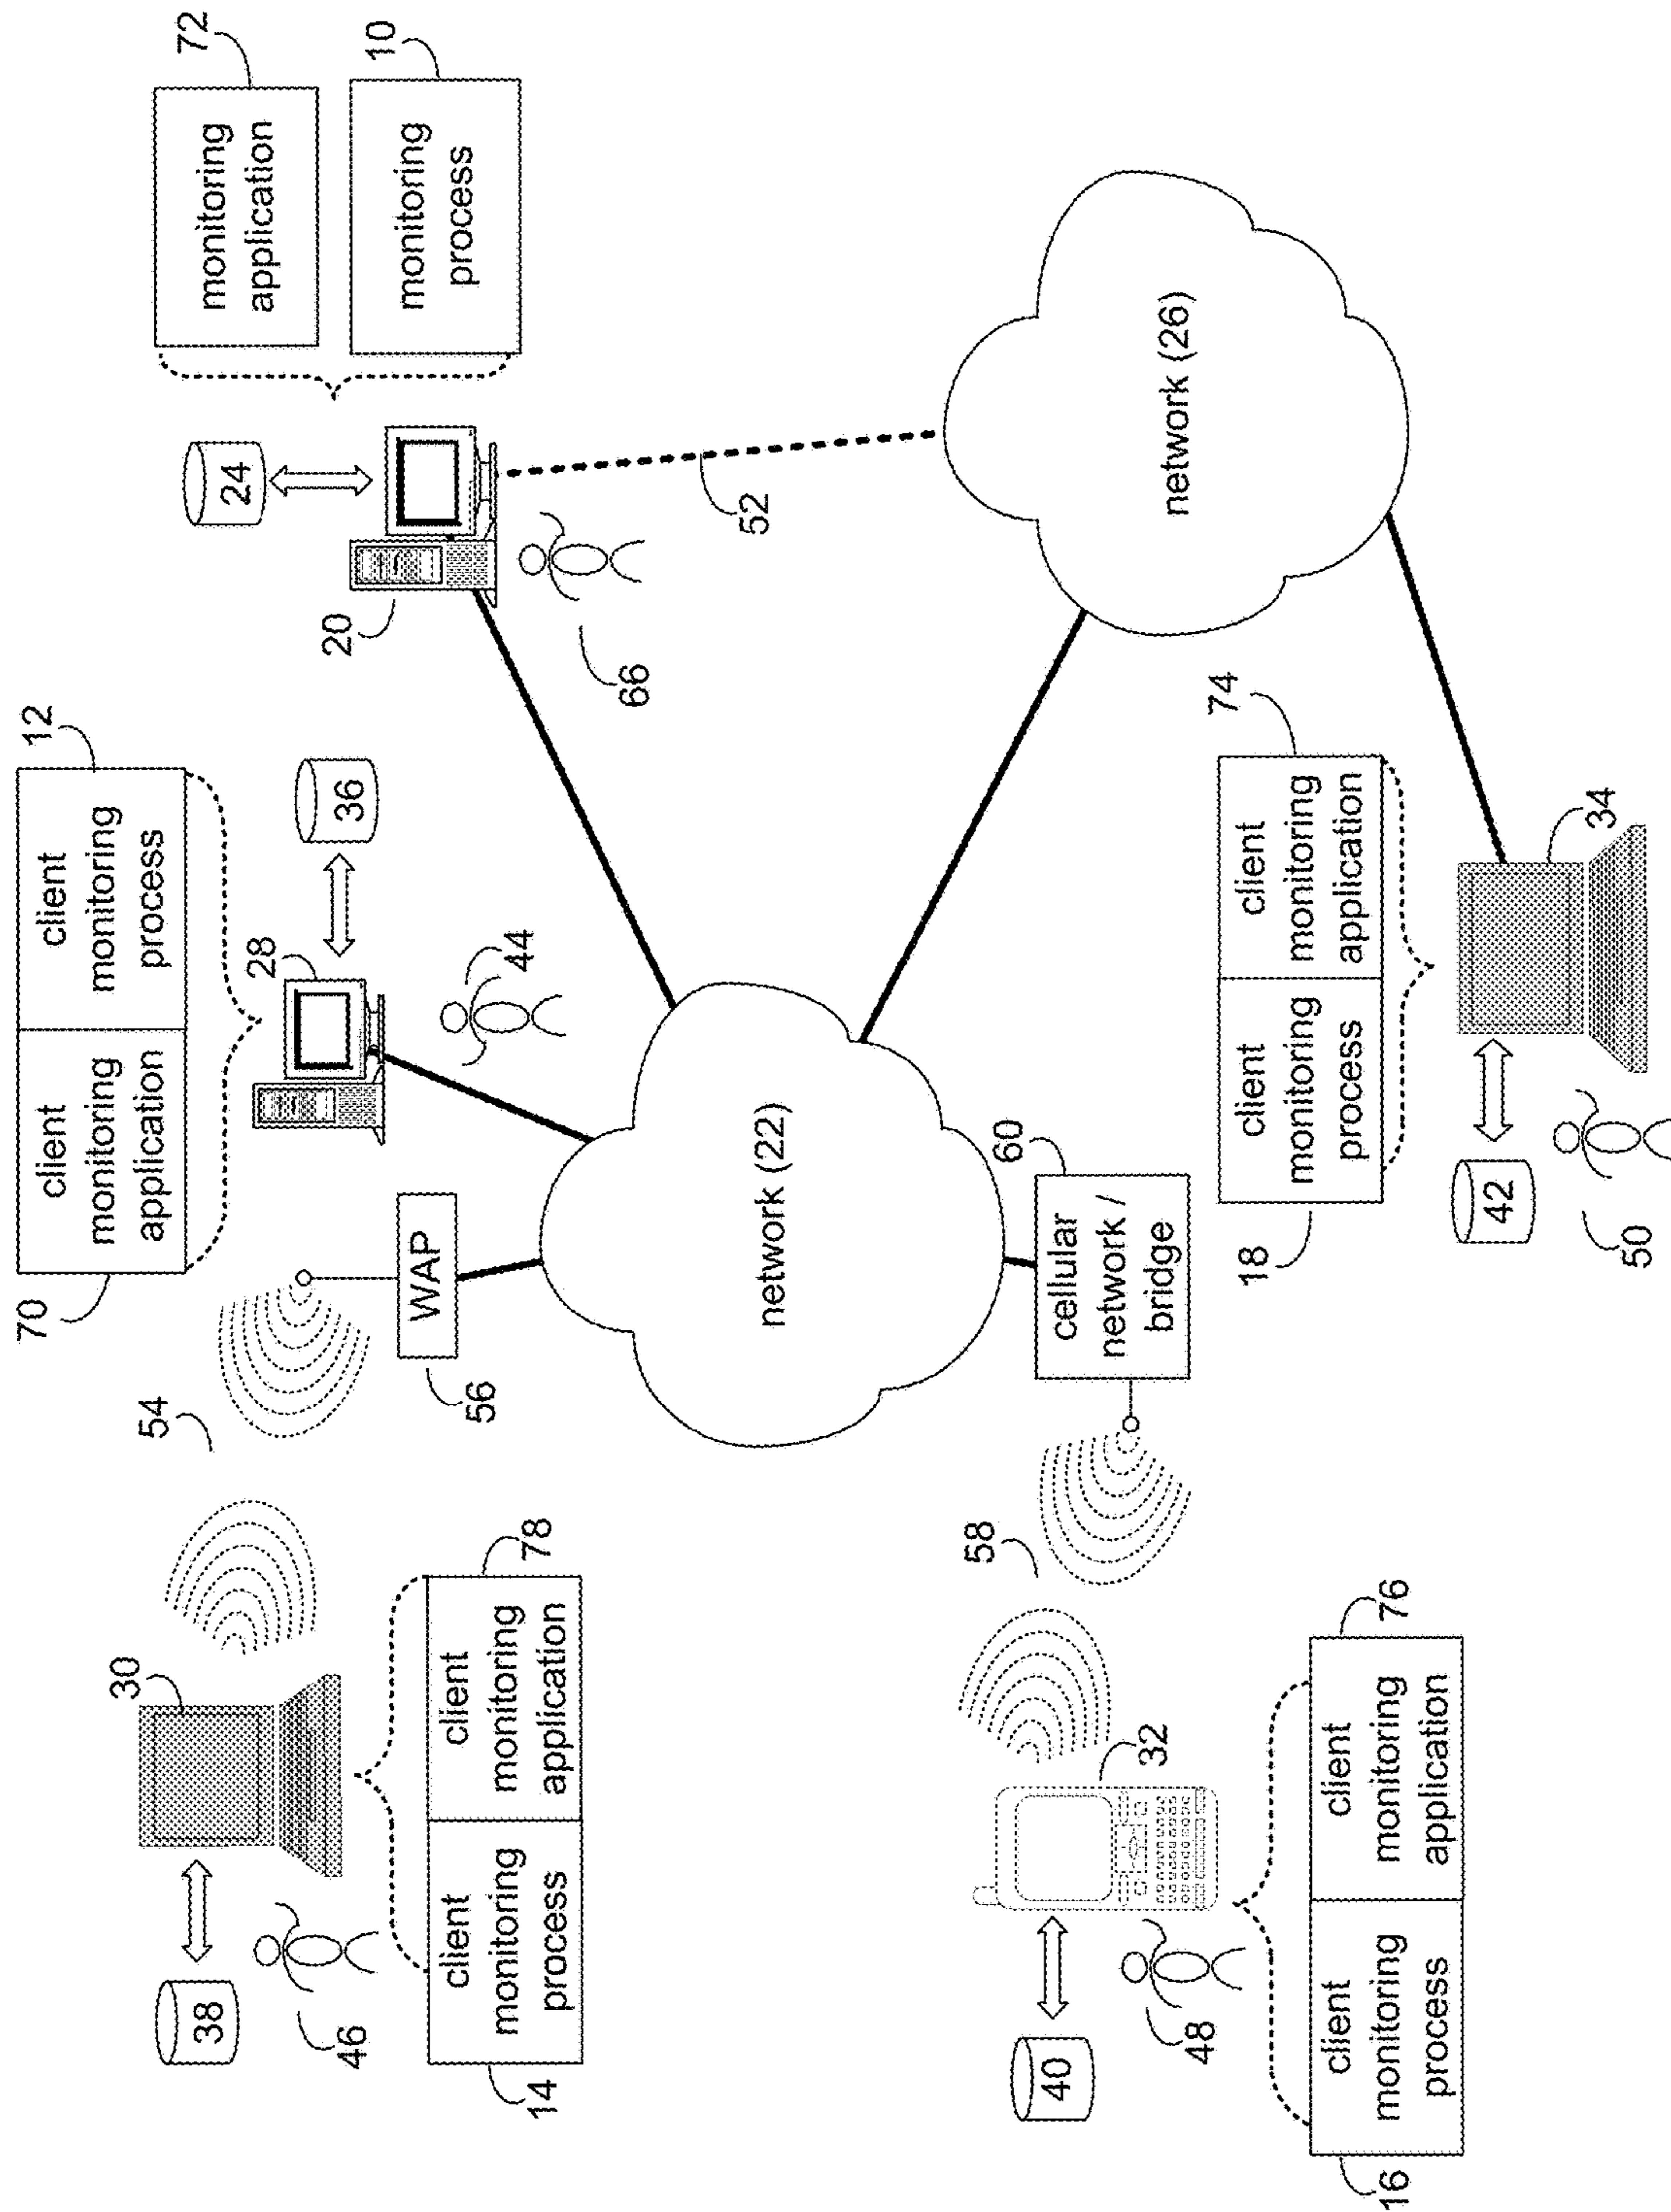 70
12
client
monitoring
application
client
monitoring
process
72
monitoring
application
10
monitoring
process
30
38
54
28
36
24
20
46
14
client
monitoring
process
78
client
monitoring
application
56
WAP
44
66
network (22)
52
58
60
cellular
network /
bridge
network (26)
32
40
48
16
client
monitoring
process
76
client
monitoring
application
18
client
monitoring
process
74
client
monitoring
application
42
34
50